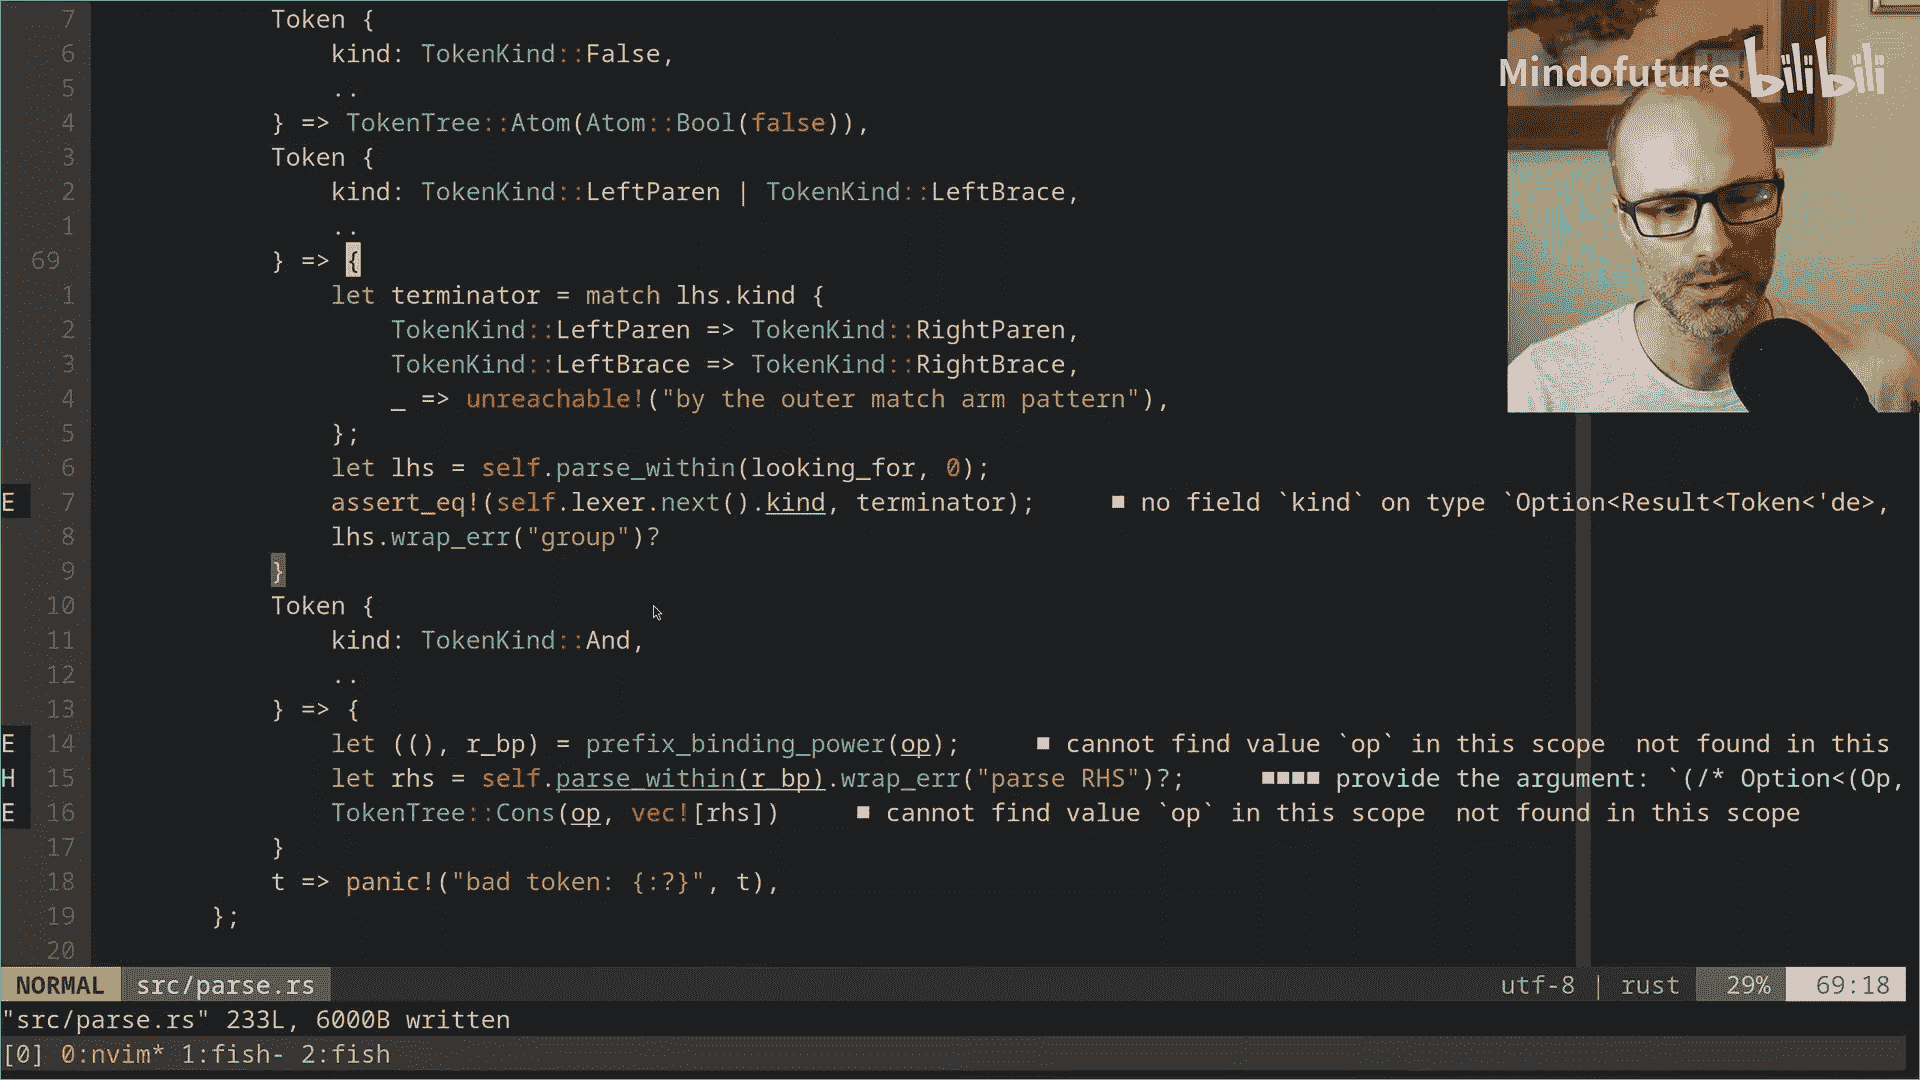 7 Token {
6 kind: TokenKind::False,
5 ..
4 } => TokenTree::Atom(Atom::Bool(false)),
3 Token {
2 kind: TokenKind::LeftParen | TokenKind::LeftBrace,
1 ..
69 } => {
1 let terminator = match lhs.kind {
2 TokenKind::LeftParen => TokenKind::RightParen,
3 TokenKind::LeftBrace => TokenKind::RightBrace,
4 _ => unreachable!("by the outer match arm pattern"),
5 };
6 let lhs = self.parse_within(looking_for, 0);
E 7 assert_eq!(self.lexer.next().kind, terminator); ■ no field `kind` on type `Option<Result<Token<'de>,
8 lhs.wrap_err("group")?
9 }
10 Token {
11 kind: TokenKind::And,
12 ..
13 } => {
E 14 let ((), r_bp) = prefix_binding_power(op); ■ cannot find value `op` in this scope  not found in this
H 15 let rhs = self.parse_within(r_bp).wrap_err("parse RHS")?; ■■■■ provide the argument: `(/* Option<(Op,
E 16 TokenTree::Cons(op, vec![rhs]) ■ cannot find value `op` in this scope  not found in this scope
17 }
18 t => panic!("bad token: {:?}", t),
19 };
20
NORMAL src/parse.rs utf-8 | rust 29% 69:18
"src/parse.rs" 233L, 6000B written
[0] 0:nvim* 1:fish- 2:fish
Mindofuture bilibili